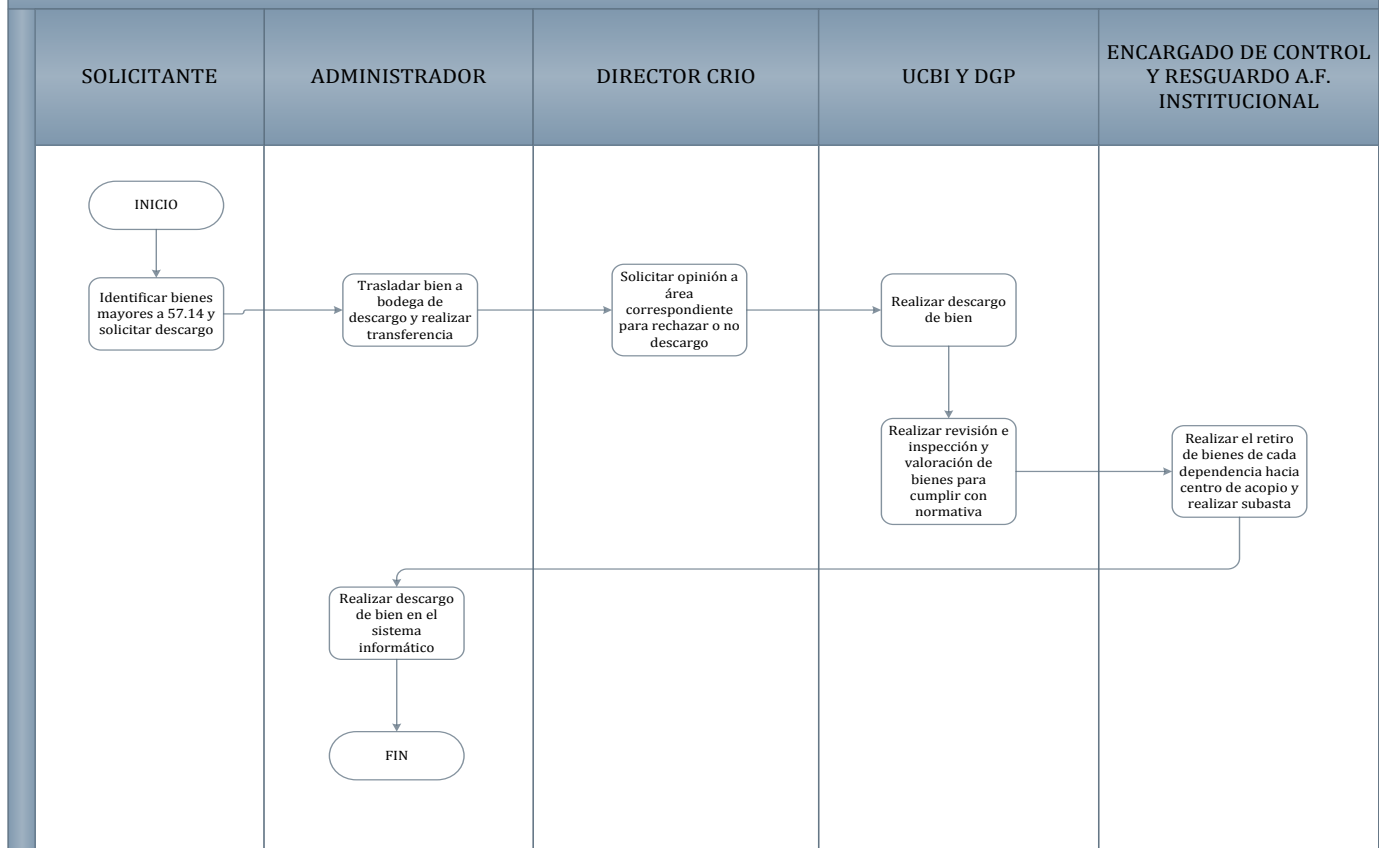 SOLICITANTE
ADMINISTRADOR
DIRECTOR CRIO
UCBI Y DGP
ENCARGADO DE CONTROL
Y RESGUARDO A.F.
INSTITUCIONAL
INICIO
Identificar bienes
mayores a 57.14 y
solicitar descargo
Trasladar bien a
bodega de
descargo y realizar
transferencia
Solicitar opinión a
área
correspondiente
para rechazar o no
descargo
Realizar descargo
de bien
Realizar revisión e
inspección y
valoración de
bienes para
cumplir con
normativa
Realizar el retiro
de bienes de cada
dependencia hacia
centro de acopio y
realizar subasta
Realizar descargo
de bien en el
sistema
informático
FIN